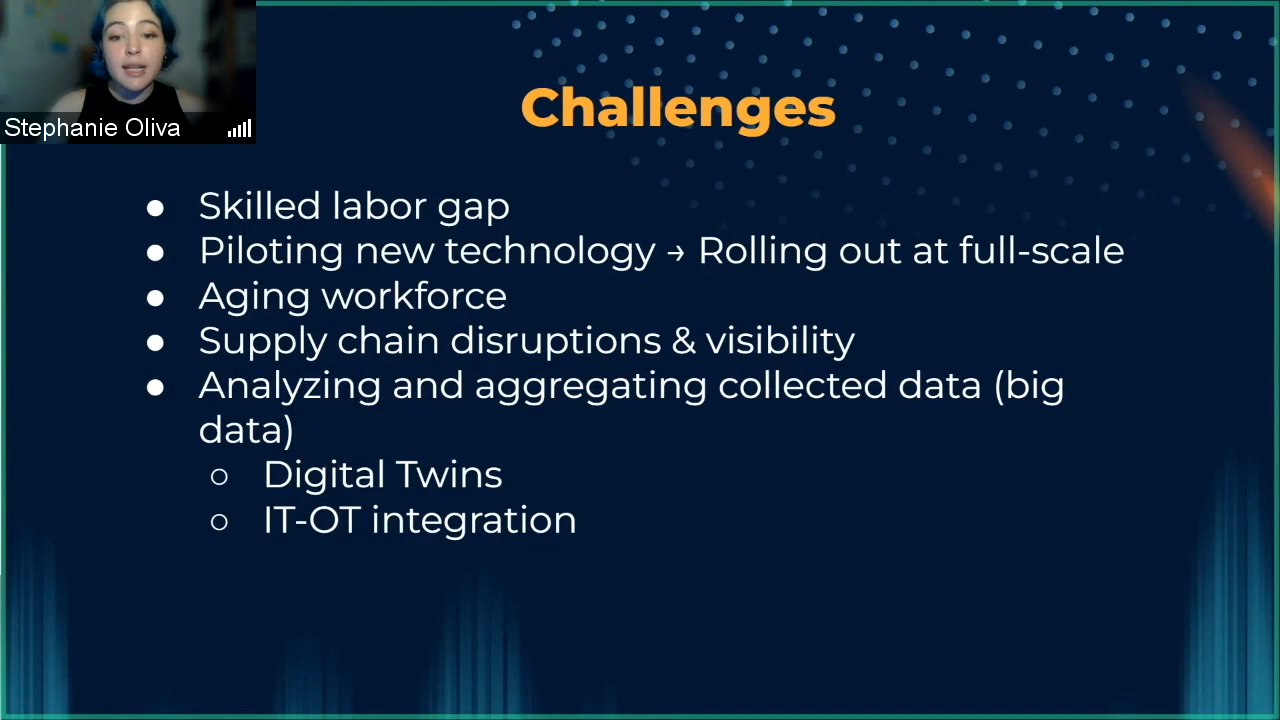 Stephanie Oliva
Challenges
● Skilled labor gap
● Piloting new technology → Rolling out at full-scale
● Aging workforce
● Supply chain disruptions & visibility
● Analyzing and aggregating collected data (big
data)
○ Digital Twins
○ IT-OT integration